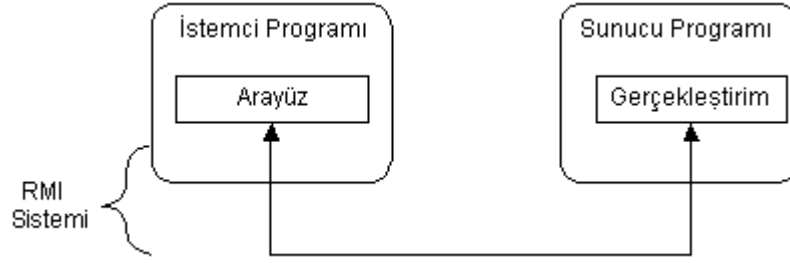 İstemci Programı
Sunucu Programı
Arayüz
Gerçekleştirim
RMI
Sistemi